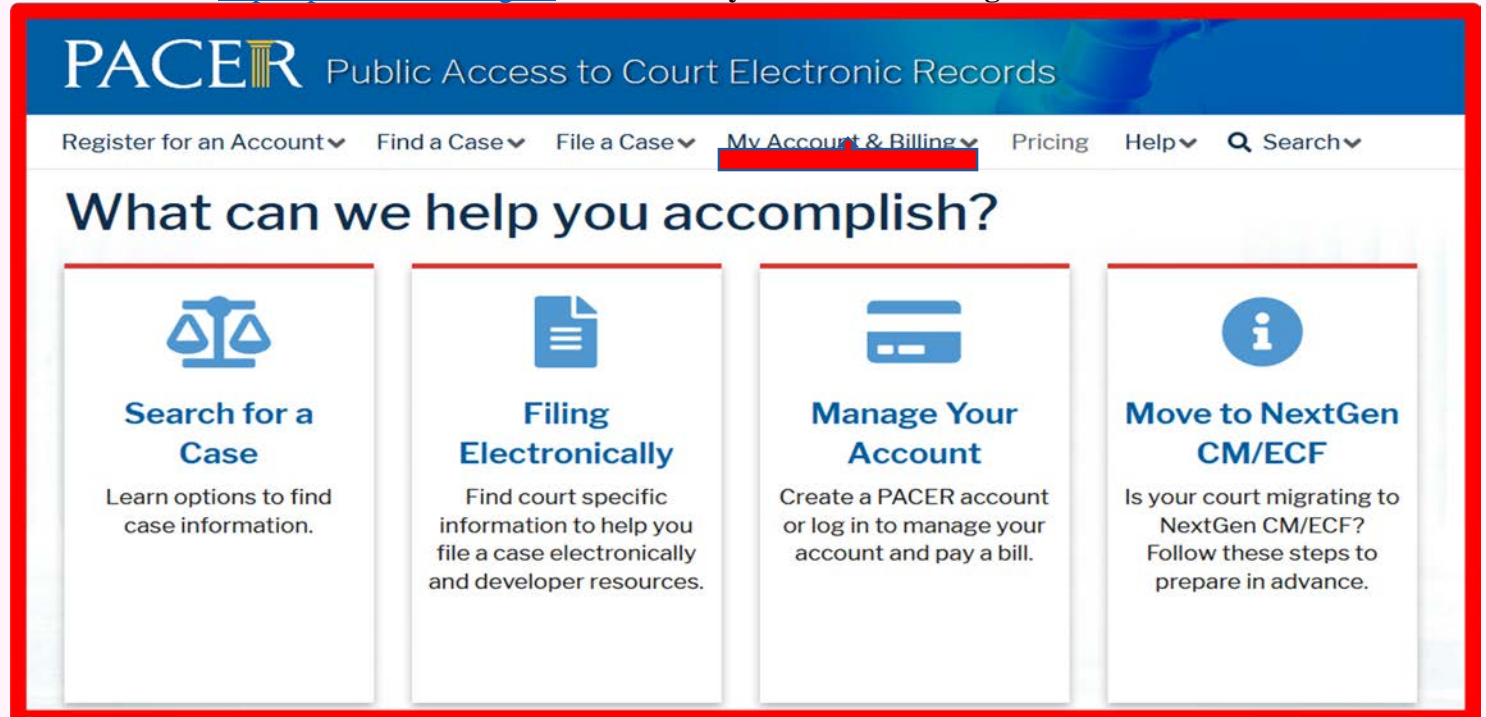 PACER Public Access to Court Electronic Records
Register for an Account Find a Case File a Case My Account & Billing Pricing Help Search
What can we help you accomplish?
Search for a
Case
Learn options to find
case information.
Filing
Electronically
Find court specific
information to help you
file a case electronically
and developer resources.
Manage Your
Account
Create a PACER account
or log in to manage your
account and pay a bill.
Move to NextGen
CM/ECF
Is your court migrating to
NextGen CM/ECF?
Follow these steps to
prepare in advance.